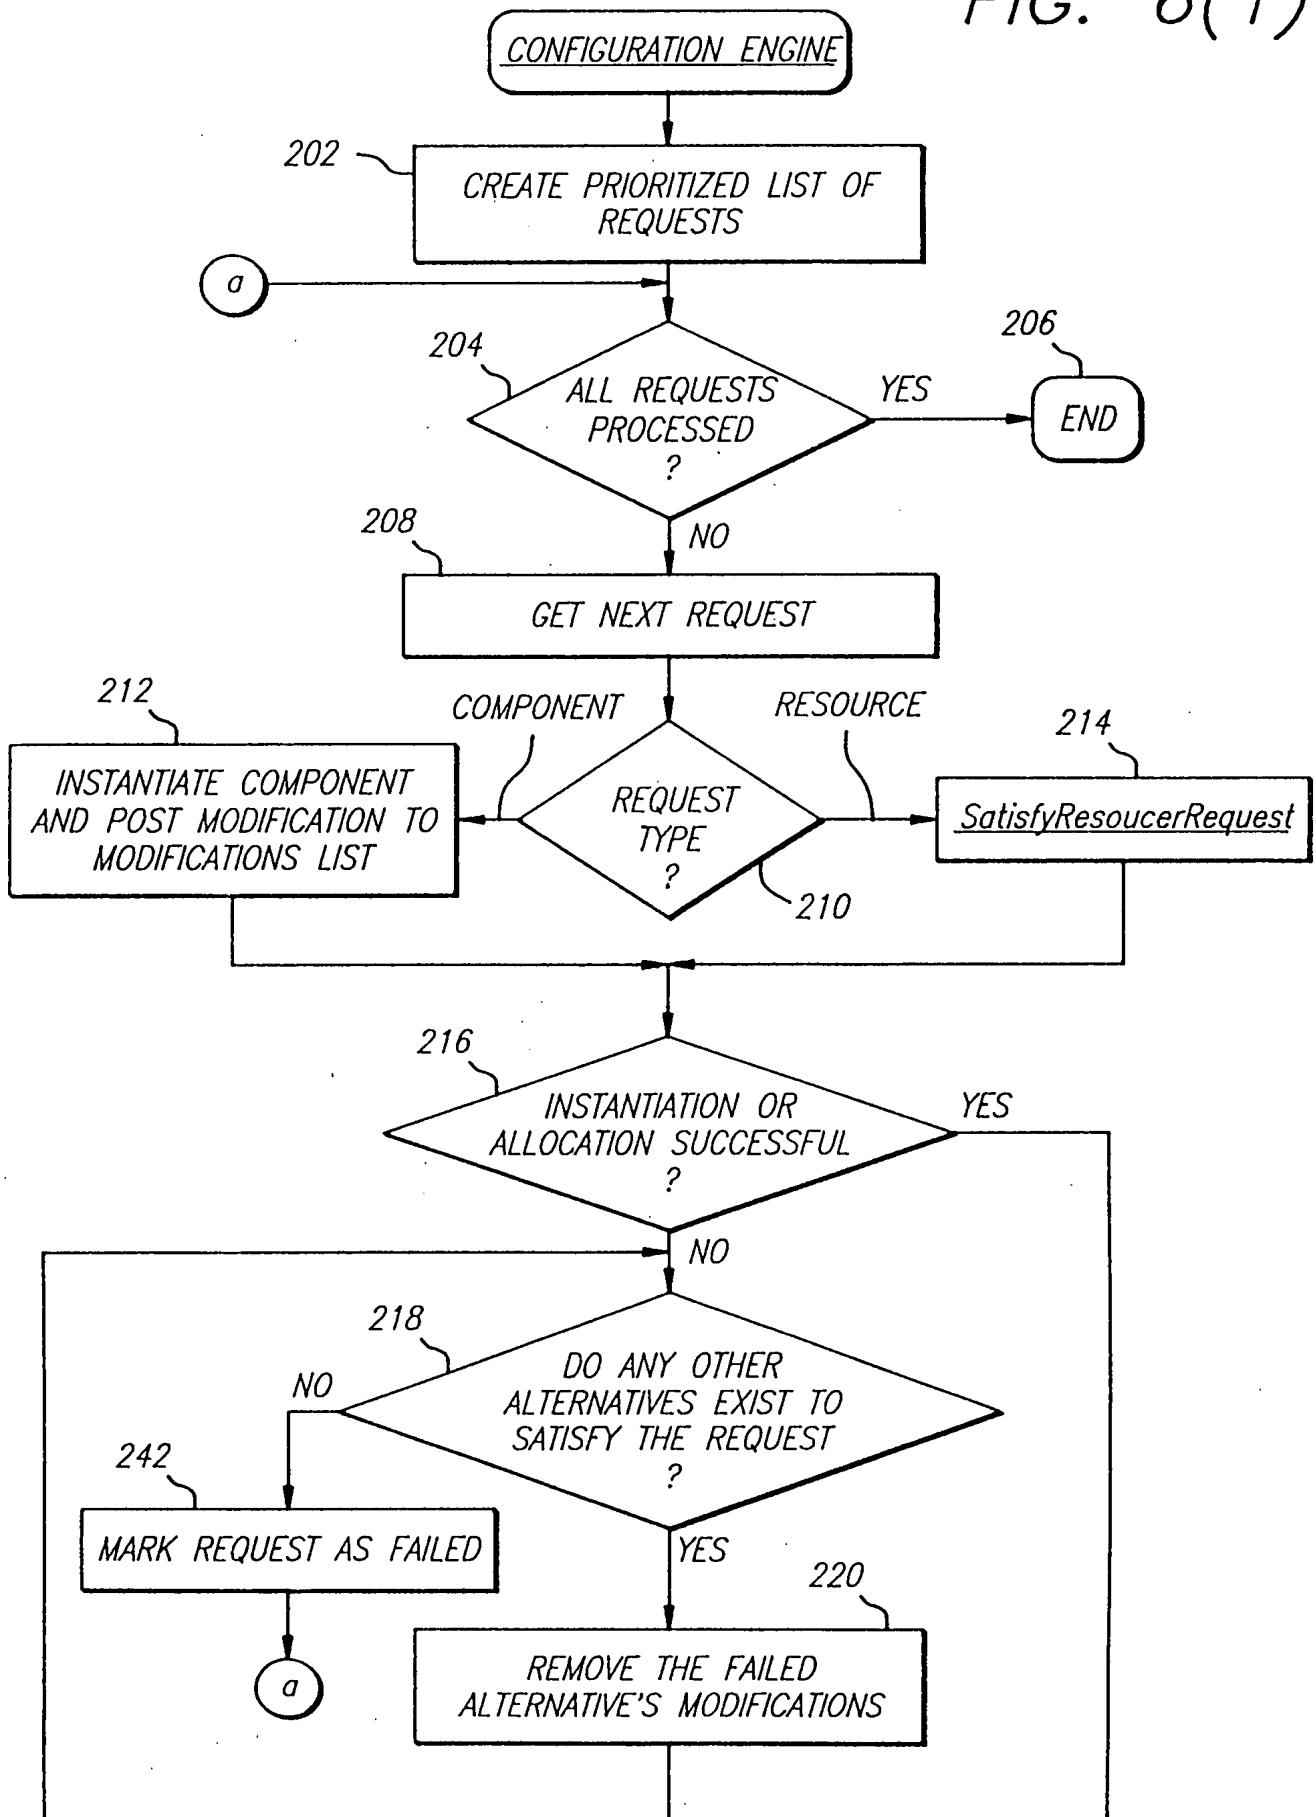 FIG. 6(1)
CONFIGURATION ENGINE
202
CREATE PRIORITIZED LIST OF
REQUESTS
a
204
ALL REQUESTS
PROCESSED
?
YES
206
END
NO
208
GET NEXT REQUEST
212
COMPONENT
RESOURCE
214
INSTANTIATE COMPONENT
AND POST MODIFICATION TO
MODIFICATIONS LIST
REQUEST
TYPE
?
SatisfyResoucerRequest
210
216
INSTANTIATION OR
ALLOCATION SUCCESSFUL
?
YES
NO
218
DO ANY OTHER
ALTERNATIVES EXIST TO
SATISFY THE REQUEST
?
NO
242
MARK REQUEST AS FAILED
YES
220
a
REMOVE THE FAILED
ALTERNATIVE'S MODIFICATIONS